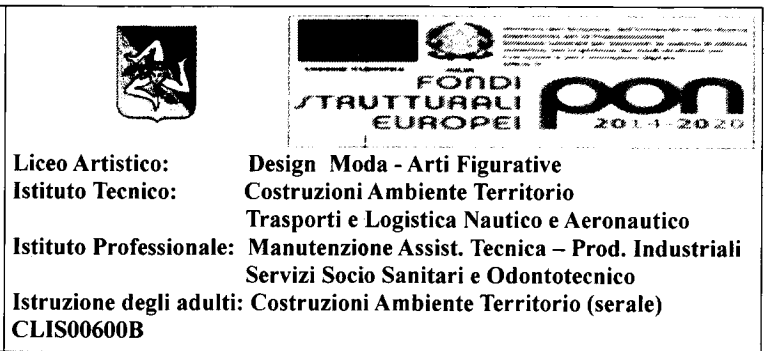 FONDI
STRUTTURALI
EUROPEI
pon
2014-2020
Liceo Artistico: Design Moda - Arti Figurative
Istituto Tecnico: Costruzioni Ambiente Territorio
Trasporti e Logistica Nautico e Aeronautico
Istituto Professionale: Manutenzione Assist. Tecnica – Prod. Industriali
Servizi Socio Sanitari e Odontotecnico
Istruzione degli adulti: Costruzioni Ambiente Territorio (serale)
CLIS00600B